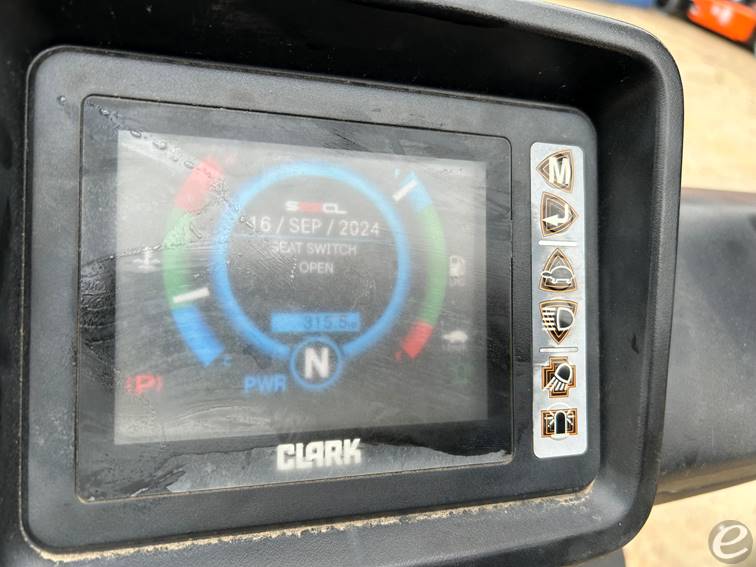 16 / SEP / 2024
SEAT SWITCH
OPEN
315.5
N
(P)
PWR
CLARK
M
e